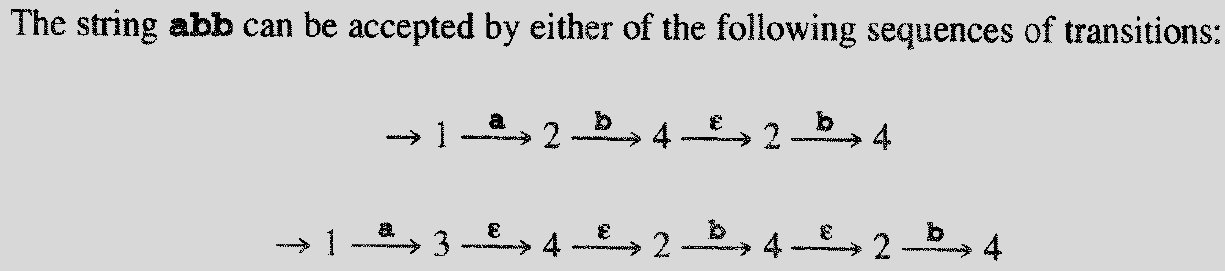 The string abb can be accepted by either of the following sequences of transitions:
→ 1 a→ 2 b→ 4 ε→ 2 b→ 4
→ 1 a→ 3 ε→ 4 ε→ 2 b→ 4 ε→ 2 b→ 4